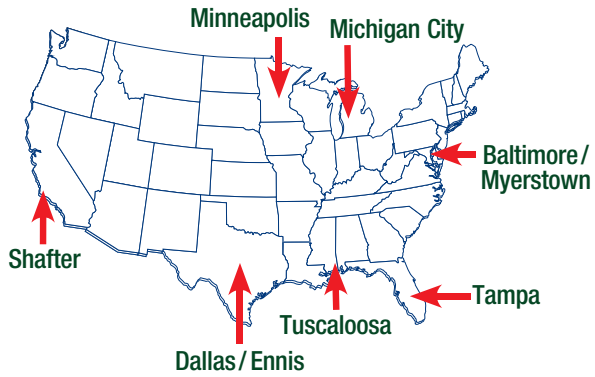 Minneapolis
Michigan City
Baltimore/
Myerstown
Shafter
Tampa
Tuscaloosa
Dallas/Ennis